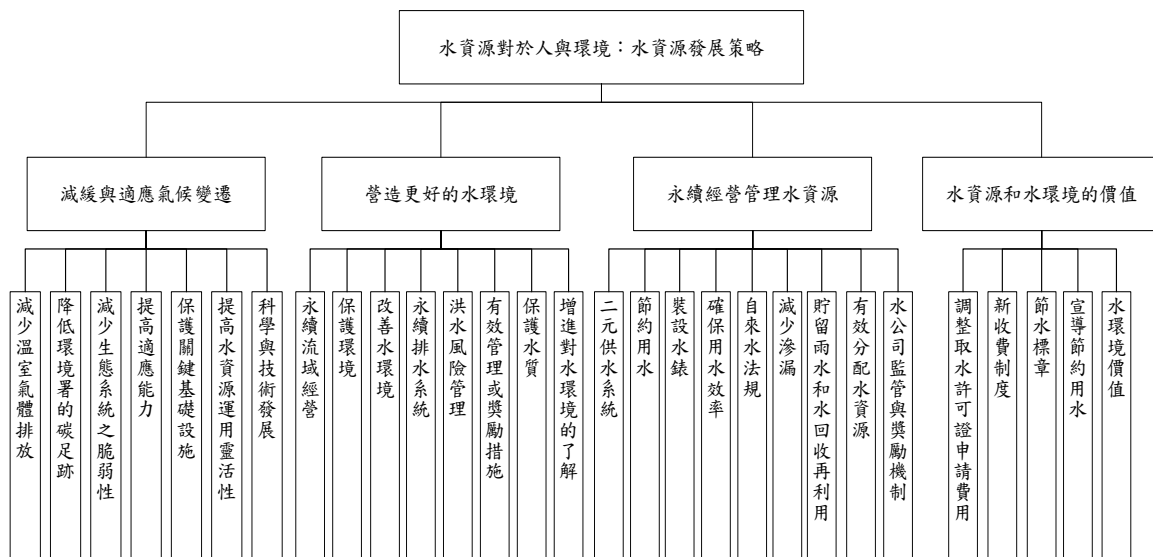 水資源對於人與環境：水資源發展策略
減緩與適應氣候變遷
營造更好的水環境
永續經營管理水資源
水資源和水環境的價值
減少溫室氣體排放
降低環境署的碳足跡
減少生態系統之脆弱性
提高適應能力
保護關鍵基礎設施
提高水資源運用靈活性
科學與技術發展
永續流域經營
保護環境
改善水環境
永續排水系統
洪水風險管理
有效管理或獎勵措施
保護水質
增進對水環境的了解
二元供水系統
節約用水
裝設水錶
確保用水效率
自來水法規
減少滲漏
貯留雨水和水回收再利用
有效分配水資源
水公司監管與獎勵機制
調整取水許可證申請費用
新收費制度
節水標章
宣導節約用水
水環境價值